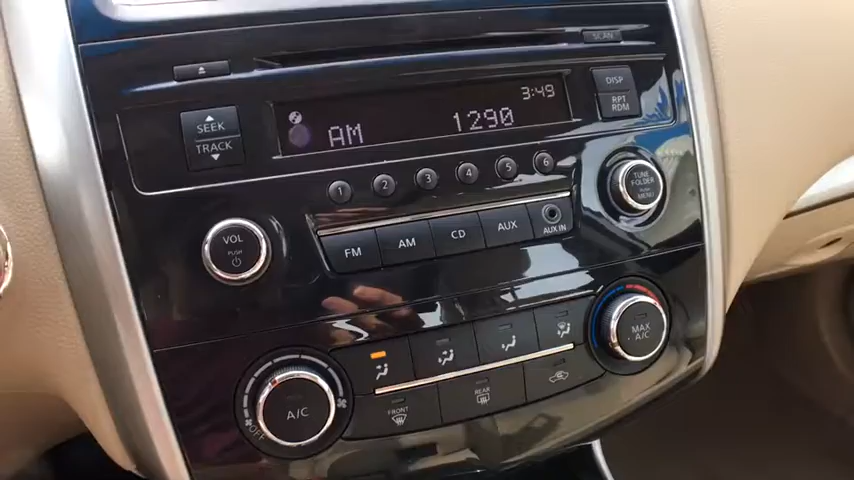 SCAN
3:49
DISP
SEEK
TRACK
AM 1290
RPT
RDM
1 2 3 4 5 6
TUNE
FOLDER
PUSH
MENU
VOL
PUSH
FM AM CD AUX AUX IN
MAX
A/C
A/C
OFF
FRONT
REAR